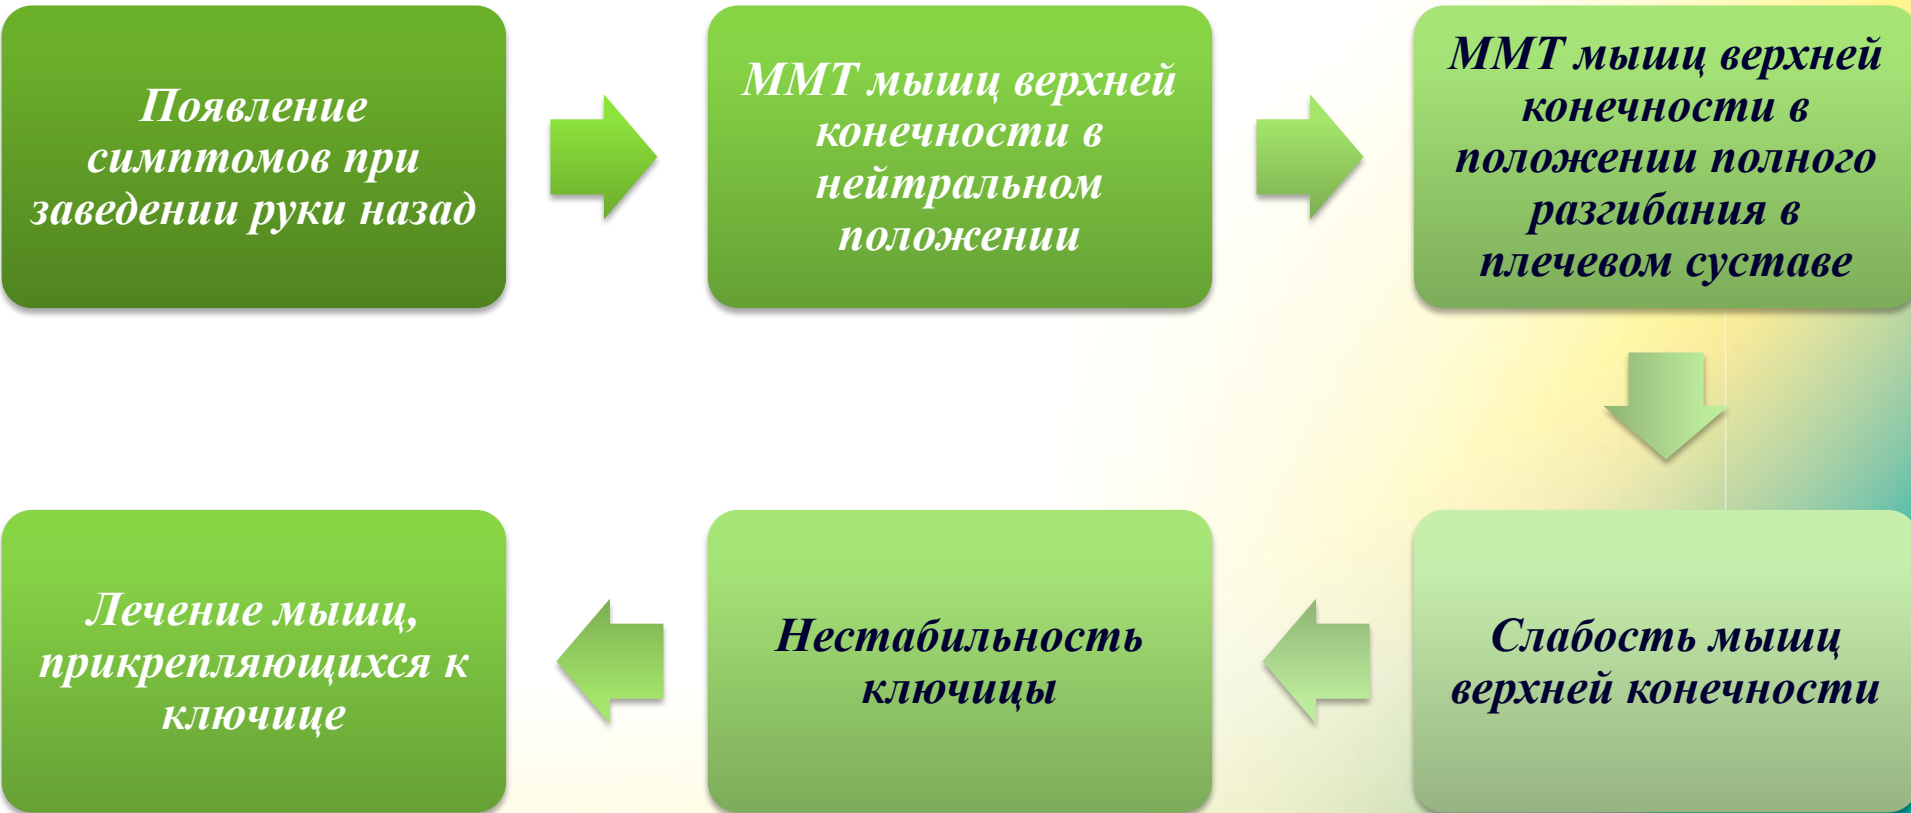 Появление
симптомов при
заведении руки назад
ММТ мышц верхней
конечности в
нейтральном
положении
ММТ мышц верхней
конечности в
положении полного
разгибания в
плечевом суставе
Слабость мышц
верхней конечности
Нестабильность
ключицы
Лечение мышц,
прикрепляющихся к
ключице